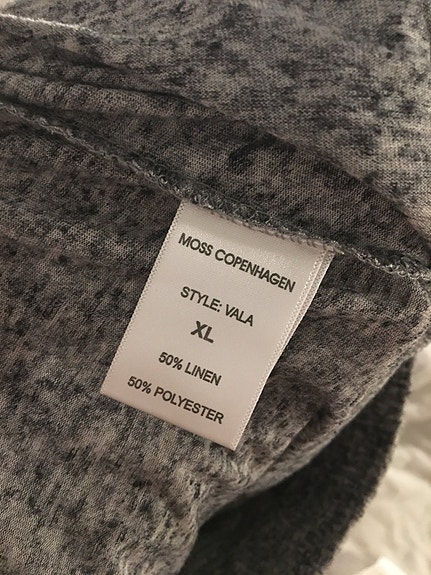 MOSS COPENHAGEN
STYLE: VALA
XL
50% LINEN
50% POLYESTER